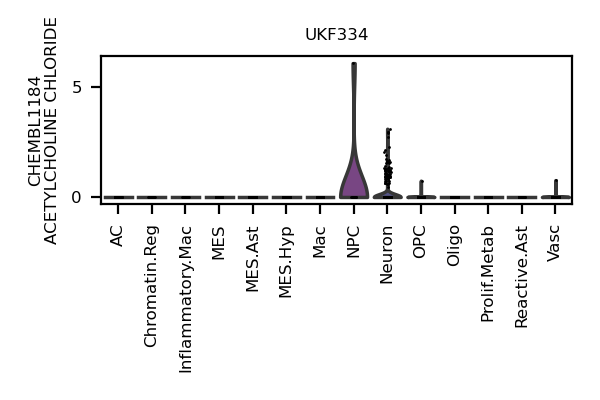 UKF334
CHEMBL1184
ACETYLCHOLINE CHLORIDE
5
0
AC
Chromatin.Reg
Inflammatory.Mac
MES
MES.Ast
MES.Hyp
Mac
NPC
Neuron
OPC
Oligo
Prolif.Metab
Reactive.Ast
Vasc